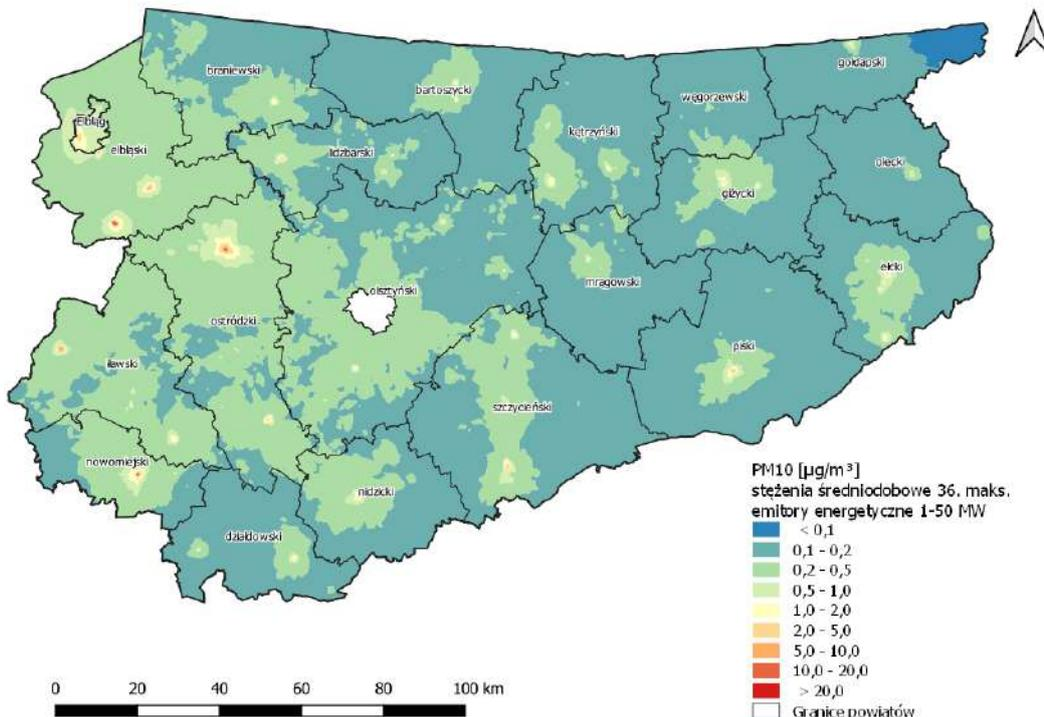 braniewski
bartoszycki
gołdapski
węgorzewski
Elbląg
elbląski
kętrzyński
lidzbarski
olecki
giżycki
mrągowski
ełcki
olsztyński
ostródzki
piski
iławski
szczycieński
nowomiejski
nidzicki
działdowski
PM10 [µg/m³]
stężenia średniodobowe 36. maks.
emitory energetyczne 1-50 MW
< 0,1
0,1 - 0,2
0,2 - 0,5
0,5 - 1,0
1,0 - 2,0
2,0 - 5,0
5,0 - 10,0
10,0 - 20,0
> 20,0
Granice powiatów
0 20 40 60 80 100 km